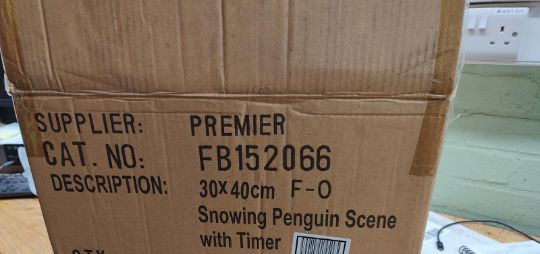 SUPPLIER: PREMIER
CAT. NO: FB152066
DESCRIPTION: 30x40cm F-O
Snowing Penguin Scene
with Timer